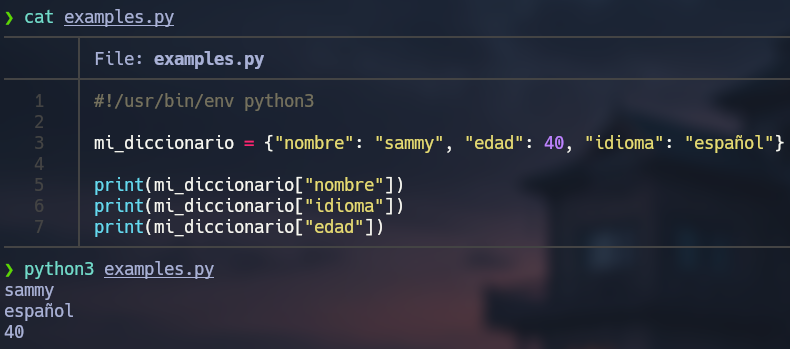 ❯ cat examples.py
File: examples.py
1 #!/usr/bin/env python3
2
3 mi_diccionario = {"nombre": "sammy", "edad": 40, "idioma": "español"}
4
5 print(mi_diccionario["nombre"])
6 print(mi_diccionario["idioma"])
7 print(mi_diccionario["edad"])
❯ python3 examples.py
sammy
español
40